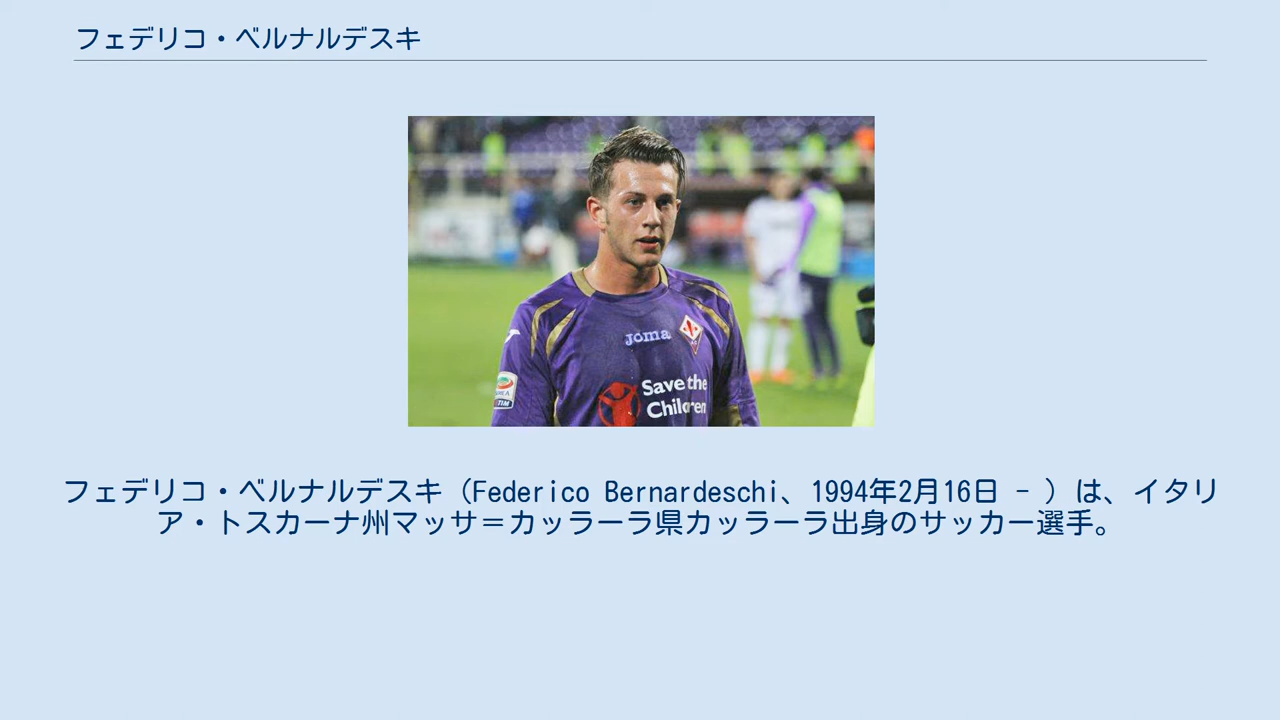 フェデリコ・ベルナルデスキ
Joma
Save the
Children
TIM
フェデリコ・ベルナルデスキ（Federico Bernardeschi、1994年2月16日 - ）は、イタリ
ア・トスカーナ州マッサ＝カッラーラ県カッラーラ出身のサッカー選手。